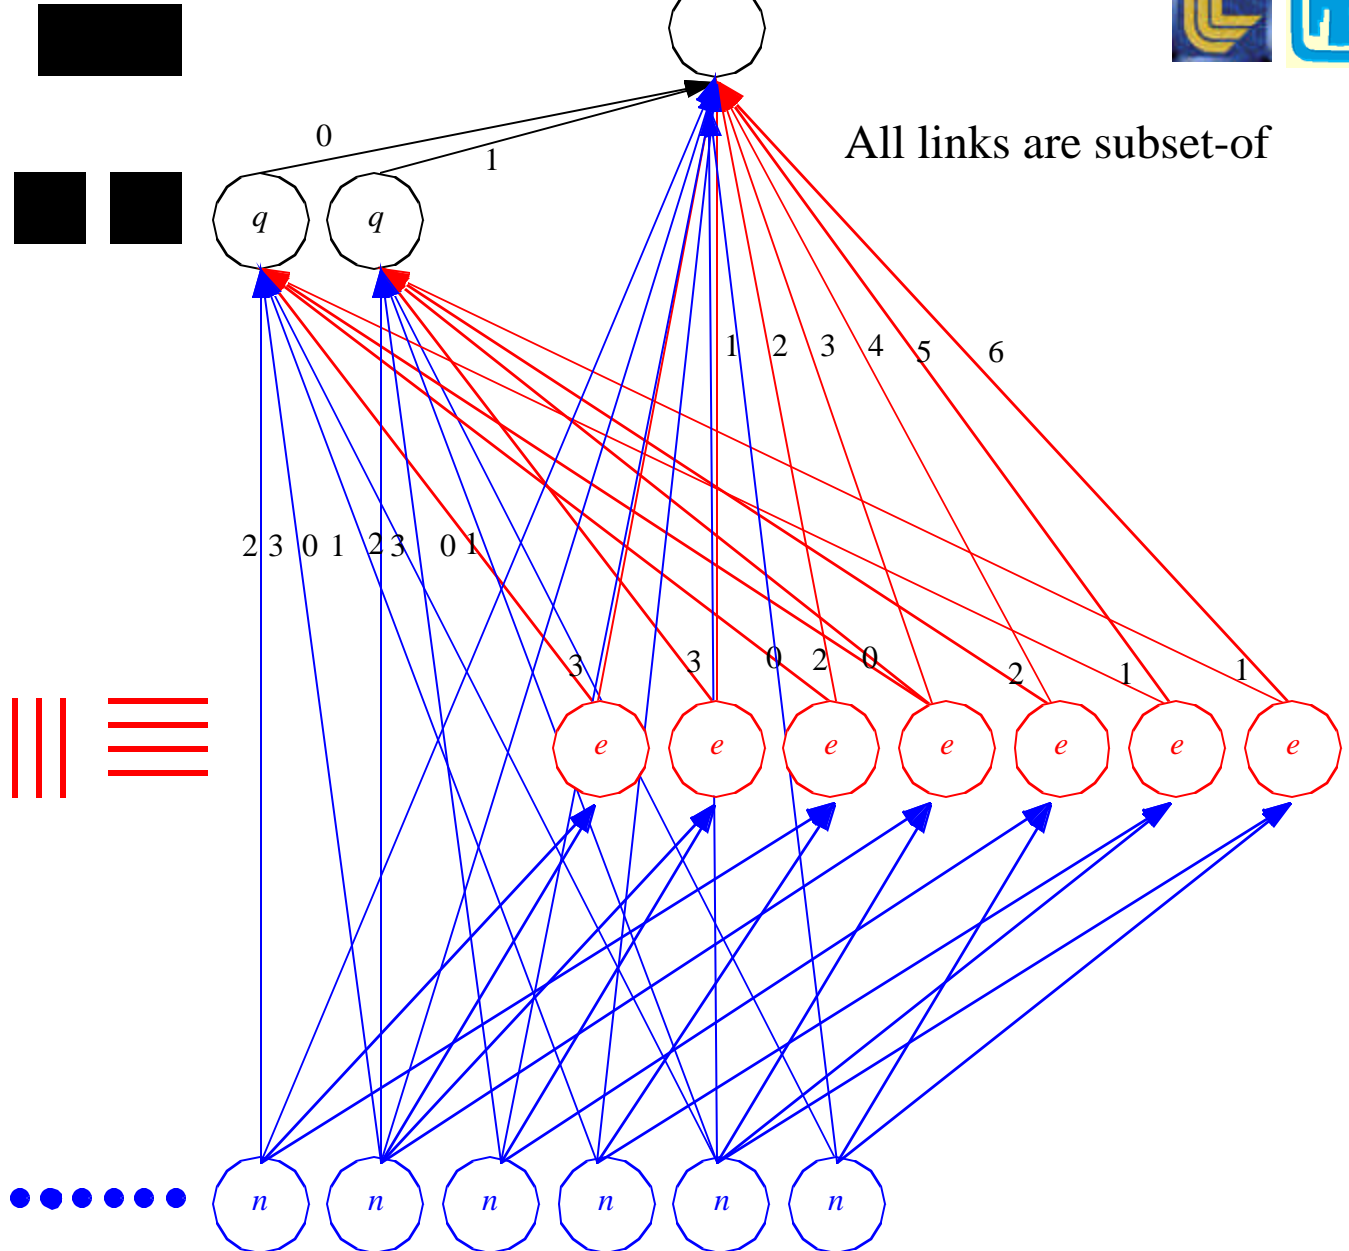 All links are subset-of
0
1
q q
1 2 3 4 5 6
2 3 0 1 2 3 0 1
3 3 0 2 0 2 1 1
e e e e e e e
n n n n n n